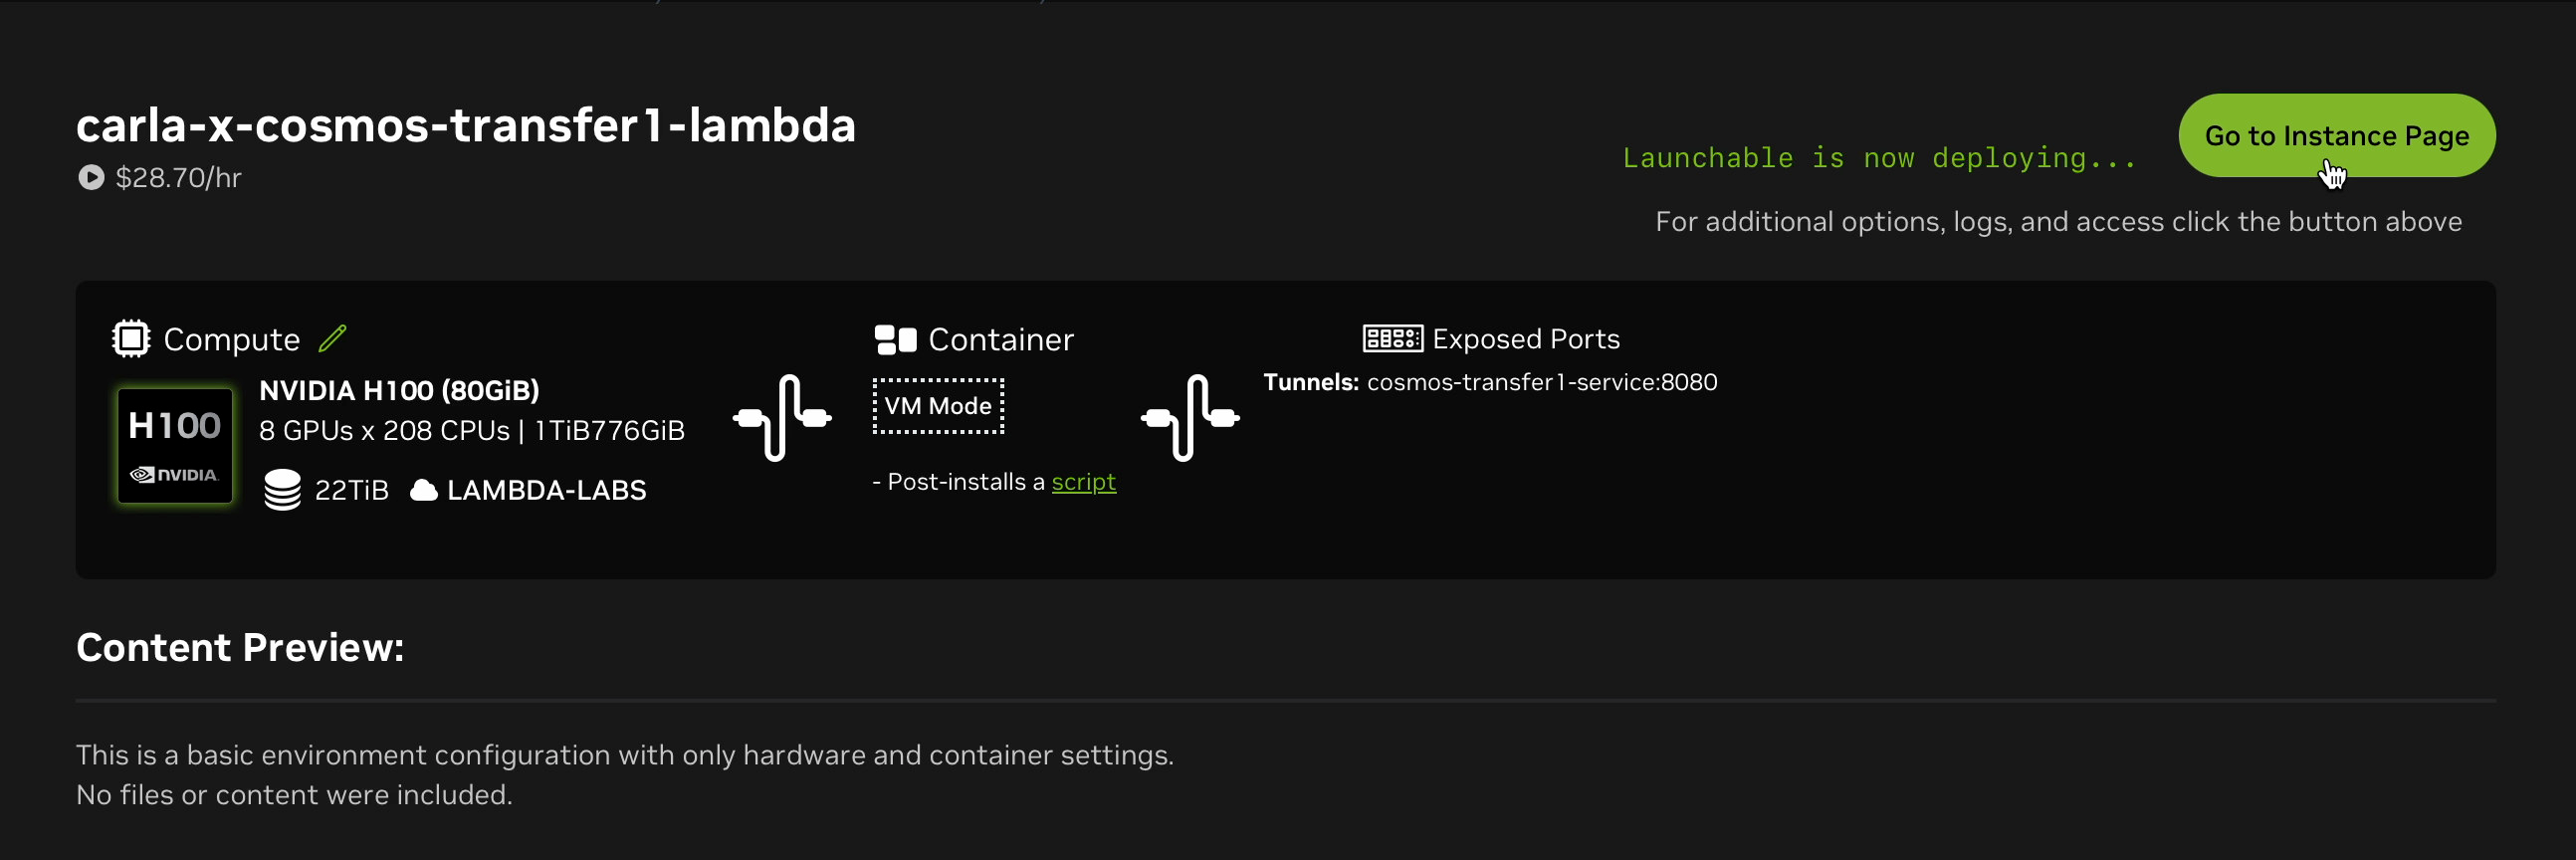 carla-x-cosmos-transfer1-lambda
$28.70/hr
Launchable is now deploying...
Go to Instance Page
For additional options, logs, and access click the button above
Compute
H100
NVIDIA
NVIDIA H100 (80GiB)
8 GPUs x 208 CPUs | 1TiB776GiB
22TiB
LAMBDA-LABS
Container
VM Mode
- Post-installs a script
Exposed Ports
Tunnels: cosmos-transfer1-service:8080
Content Preview:
This is a basic environment configuration with only hardware and container settings.
No files or content were included.